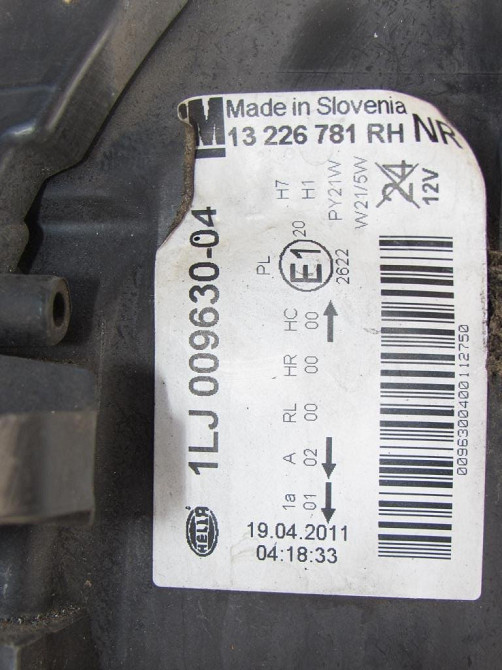 Made in Slovenia
13 226 781 RH NR
1LJ 009630-04
H7
H1
PY21W
W21/5W
24
12V
PL
E1
20
2622
1a A RL HR HC
01 02 00 00 00
19.04.2011
04:18:33
HELLA
0096300400112750